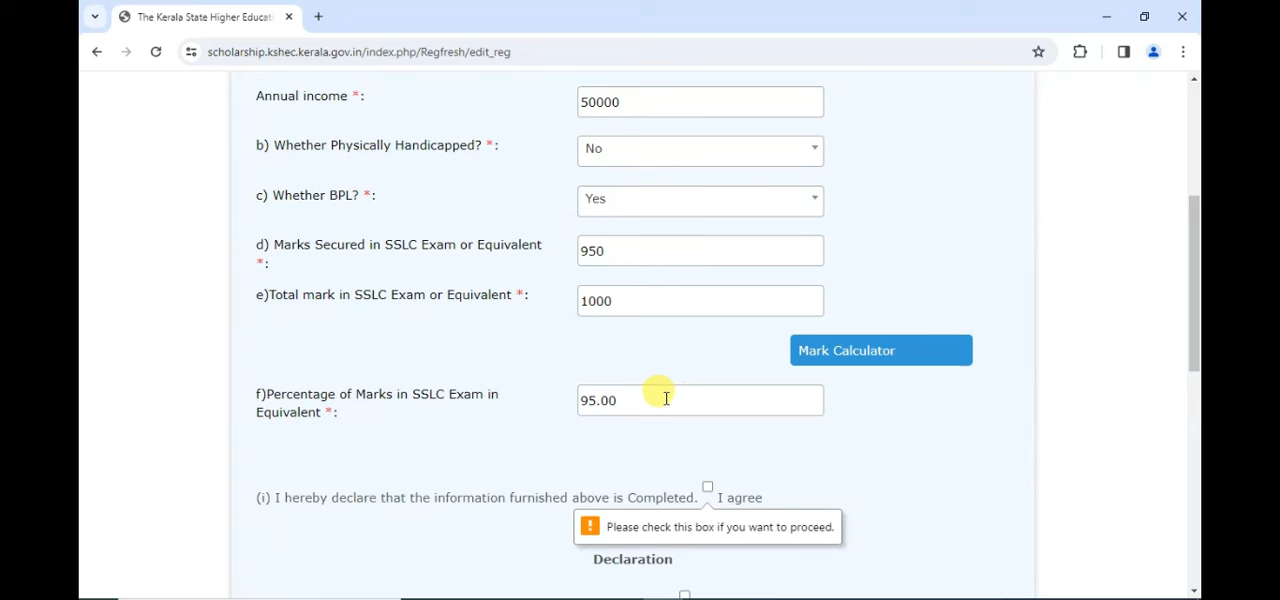 The Kerala State Higher Educati
scholarship.kshec.kerala.gov.in/index.php/Regfresh/edit_reg
Annual income *:
50000
b) Whether Physically Handicapped? *:
No
c) Whether BPL? *:
Yes
d) Marks Secured in SSLC Exam or Equivalent
*:
950
e)Total mark in SSLC Exam or Equivalent *:
1000
Mark Calculator
f)Percentage of Marks in SSLC Exam in
Equivalent *:
95.00
(i) I hereby declare that the information furnished above is Completed. I agree
Please check this box if you want to proceed.
Declaration